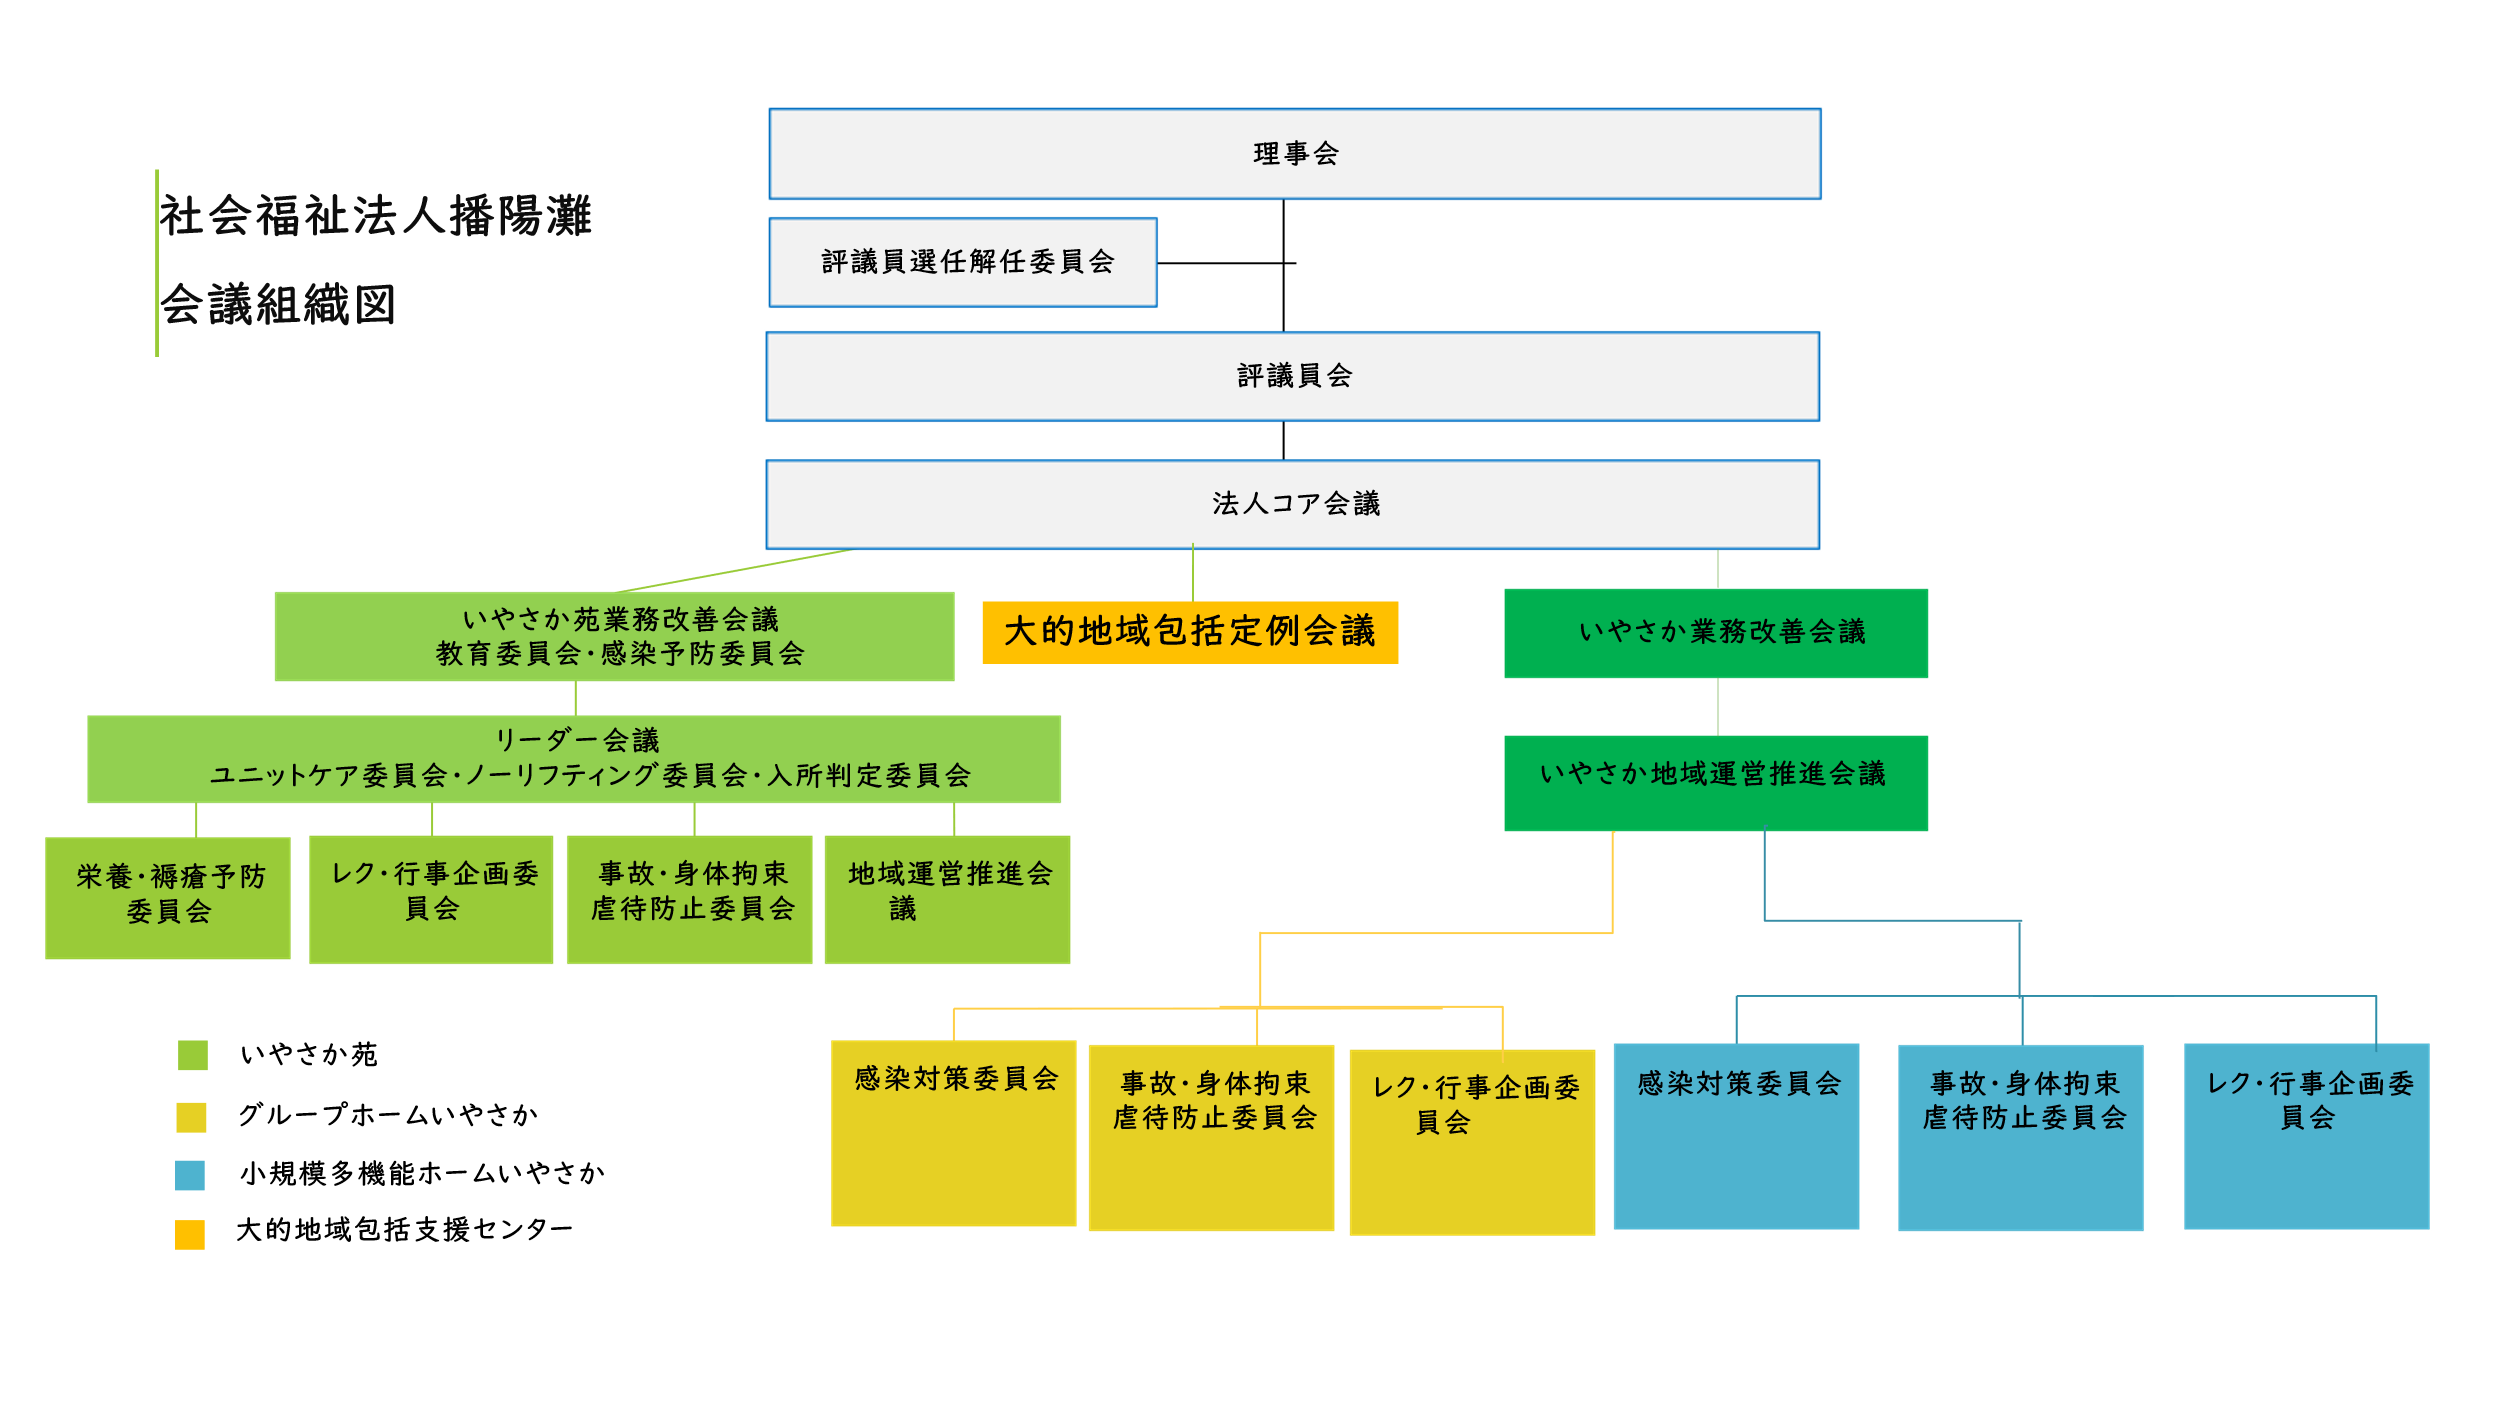 社会福祉法人播陽灘
会議組織図
理事会
評議員選任解任委員会
評議員会
法人コア会議
いやさか苑業務改善会議
教育委員会・感染予防委員会
大的地域包括定例会議
いやさか業務改善会議
リーダー会議
ユニットケア委員会・ノーリフティング委員会・入所判定委員会
いやさか地域運営推進会議
栄養・褥瘡予防
委員会
レク・行事企画委
員会
事故・身体拘束
虐待防止委員会
地域運営推進会
議
感染対策委員会
事故・身体拘束
虐待防止委員会
レク・行事企画委
員会
感染対策委員会
事故・身体拘束
虐待防止委員会
レク・行事企画委
員会
いやさか苑
グループホームいやさか
小規模多機能ホームいやさか
大的地域包括支援センター